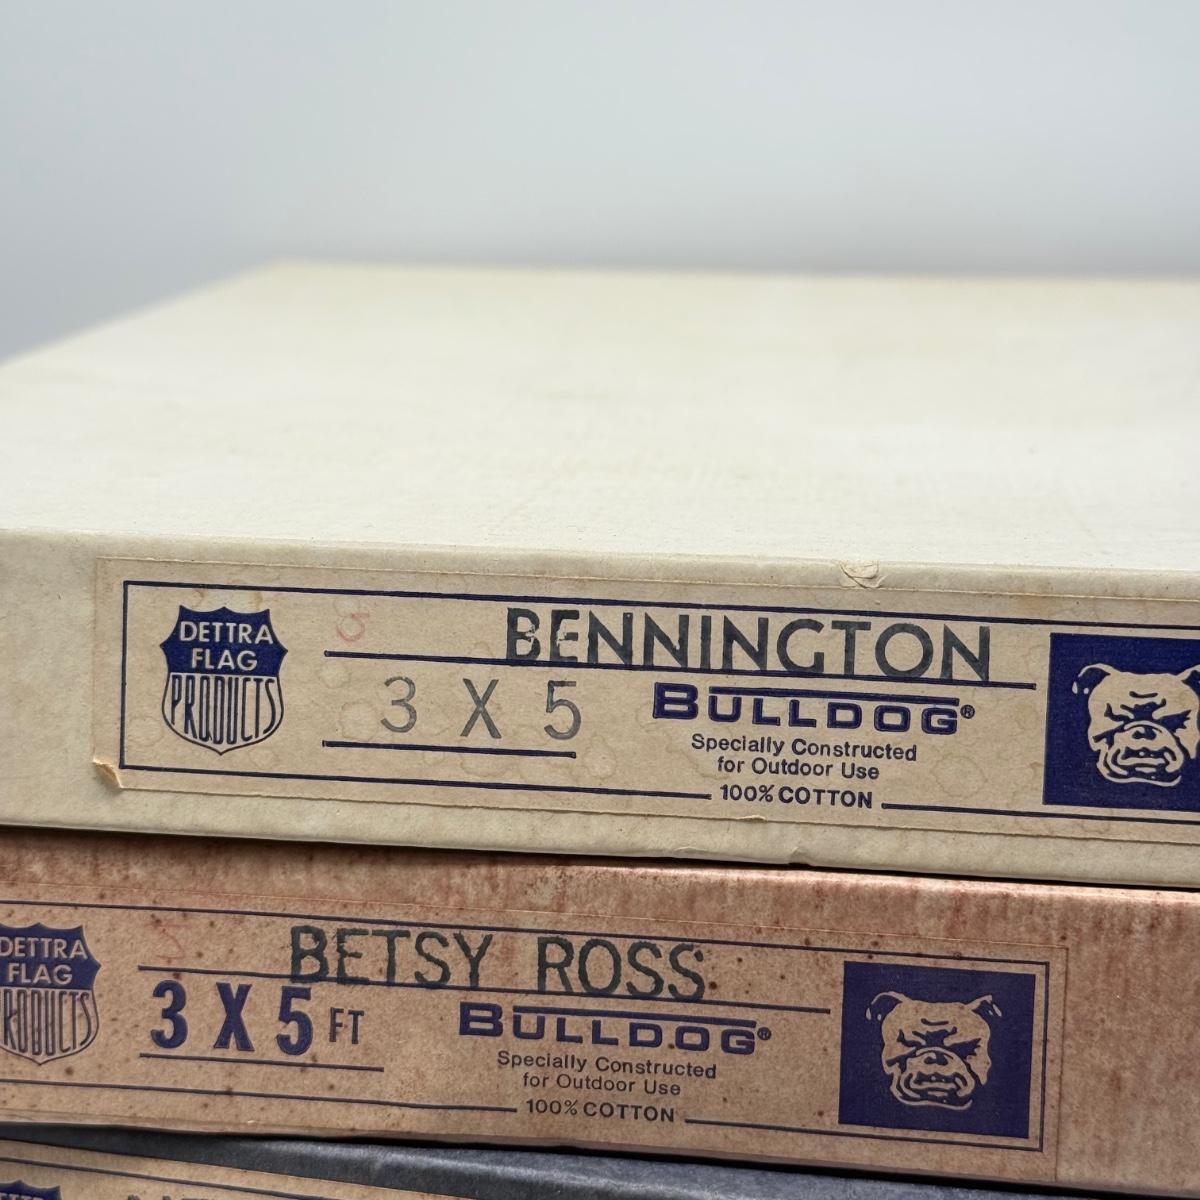 DETTRA
FLAG
PRODUCTS
5
BENNINGTON
3 X 5
BULLDOG®
Specially Constructed
for Outdoor Use
100% COTTON
DETTRA
FLAG
PRODUCTS
BETSY ROSS
3 X 5 FT
BULLDOG®
Specially Constructed
for Outdoor Use
100% COTTON